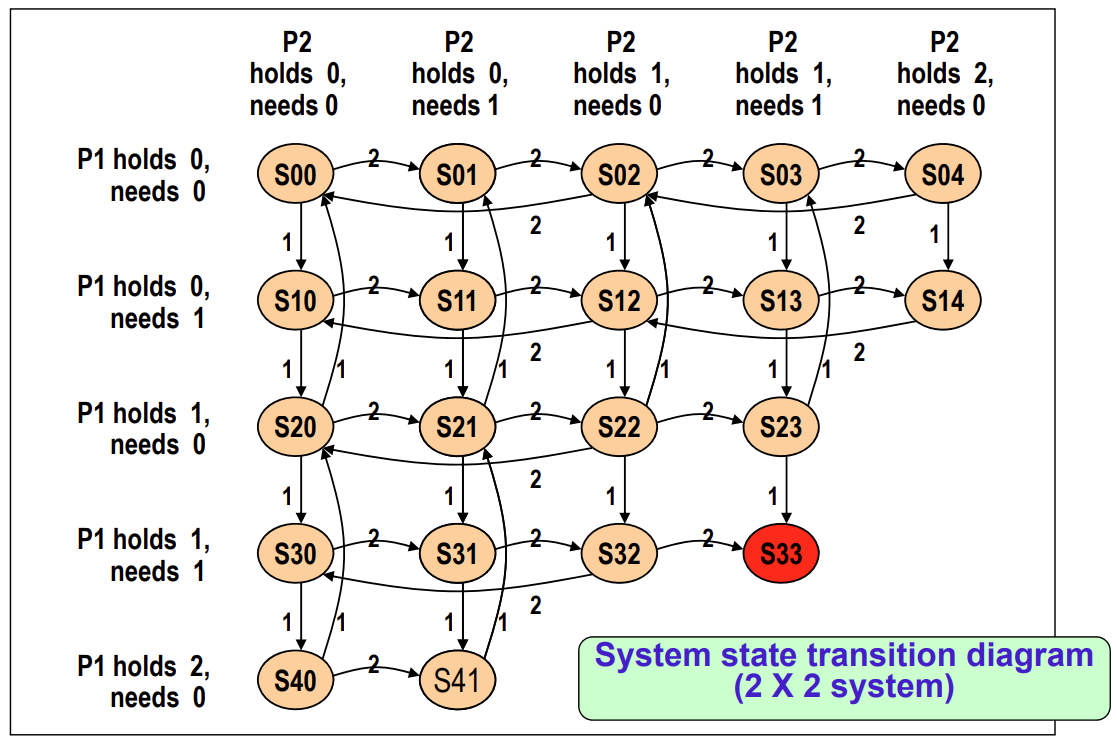 P2 P2 P2 P2 P2
holds 0, holds 0, holds 1, holds 1, holds 2,
needs 0 needs 1 needs 0 needs 1 needs 0
P1 holds 0,
needs 0
S00 2 S01 2 S02 2 S03 2 S04
2 2
1 1 1 1 1
P1 holds 0,
needs 1
S10 2 S11 2 S12 2 S13 2 S14
2 2
1 1 1 1 1 1 1 1
P1 holds 1,
needs 0
S20 2 S21 2 S22 2 S23
2
1 1 1 1
P1 holds 1,
needs 1
S30 2 S31 2 S32 2 S33
2
1 1 1 1
P1 holds 2,
needs 0
S40 2 S41
System state transition diagram
(2 X 2 system)